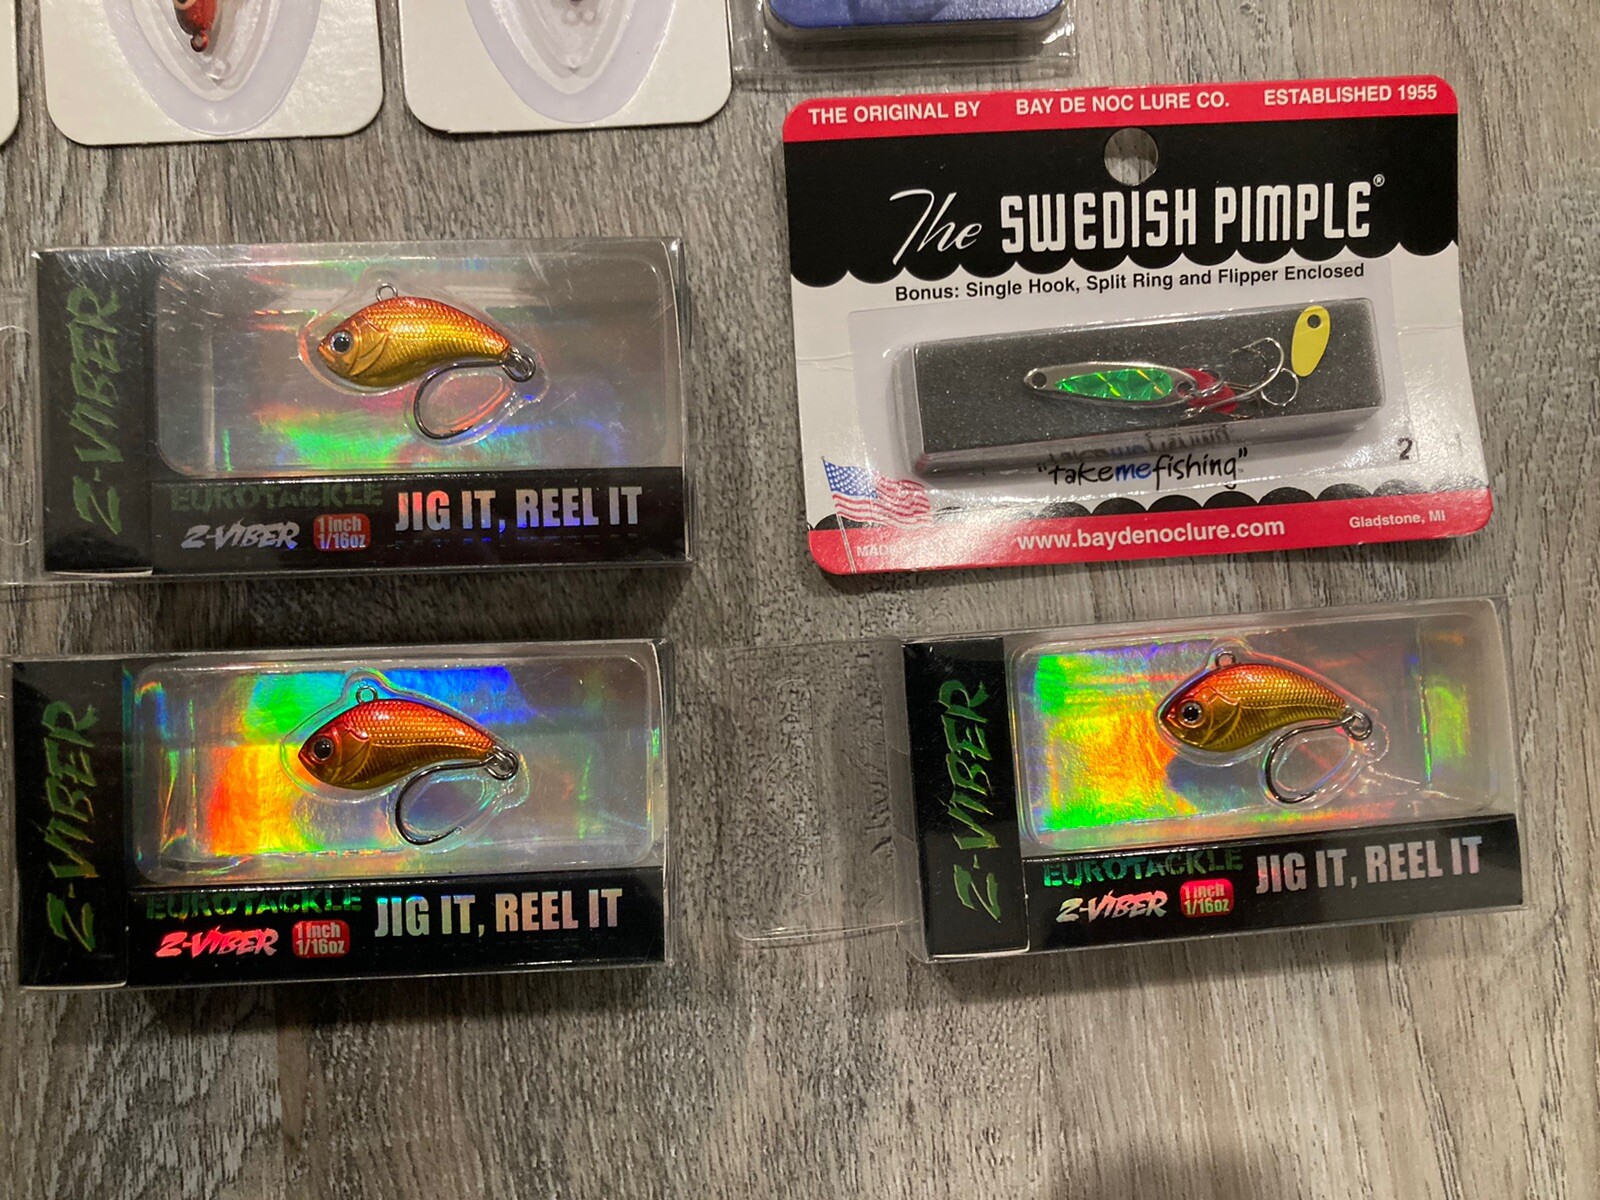 THE ORIGINAL BY BAY DE NOC LURE CO. ESTABLISHED 1955
The SWEDISH PIMPLE®
Bonus: Single Hook, Split Ring and Flipper Enclosed
"takemefishing"
2
MADE
www.baydenoclure.com
Gladstone, MI
Z-VIBER
EUROTACKLE
Z-VIBER
1 inch
1/16oz
JIG IT, REEL IT
Z-VIBER
EUROTACKLE
Z-VIBER
1 inch
1/16oz
JIG IT, REEL IT
Z-VIBER
EUROTACKLE
Z-VIBER
1 inch
1/16oz
JIG IT, REEL IT